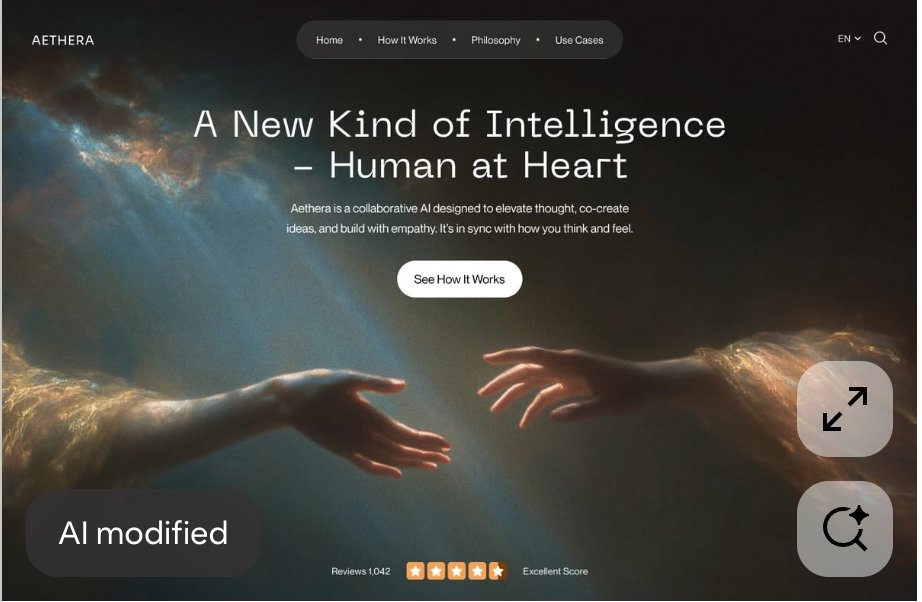 AETHERA
Home • How It Works • Philosophy • Use Cases
EN
A New Kind of Intelligence
– Human at Heart
Aethera is a collaborative AI designed to elevate thought, co-create
ideas, and build with empathy. It's in sync with how you think and feel.
See How It Works
AI modified
Reviews 1,042
Excellent Score